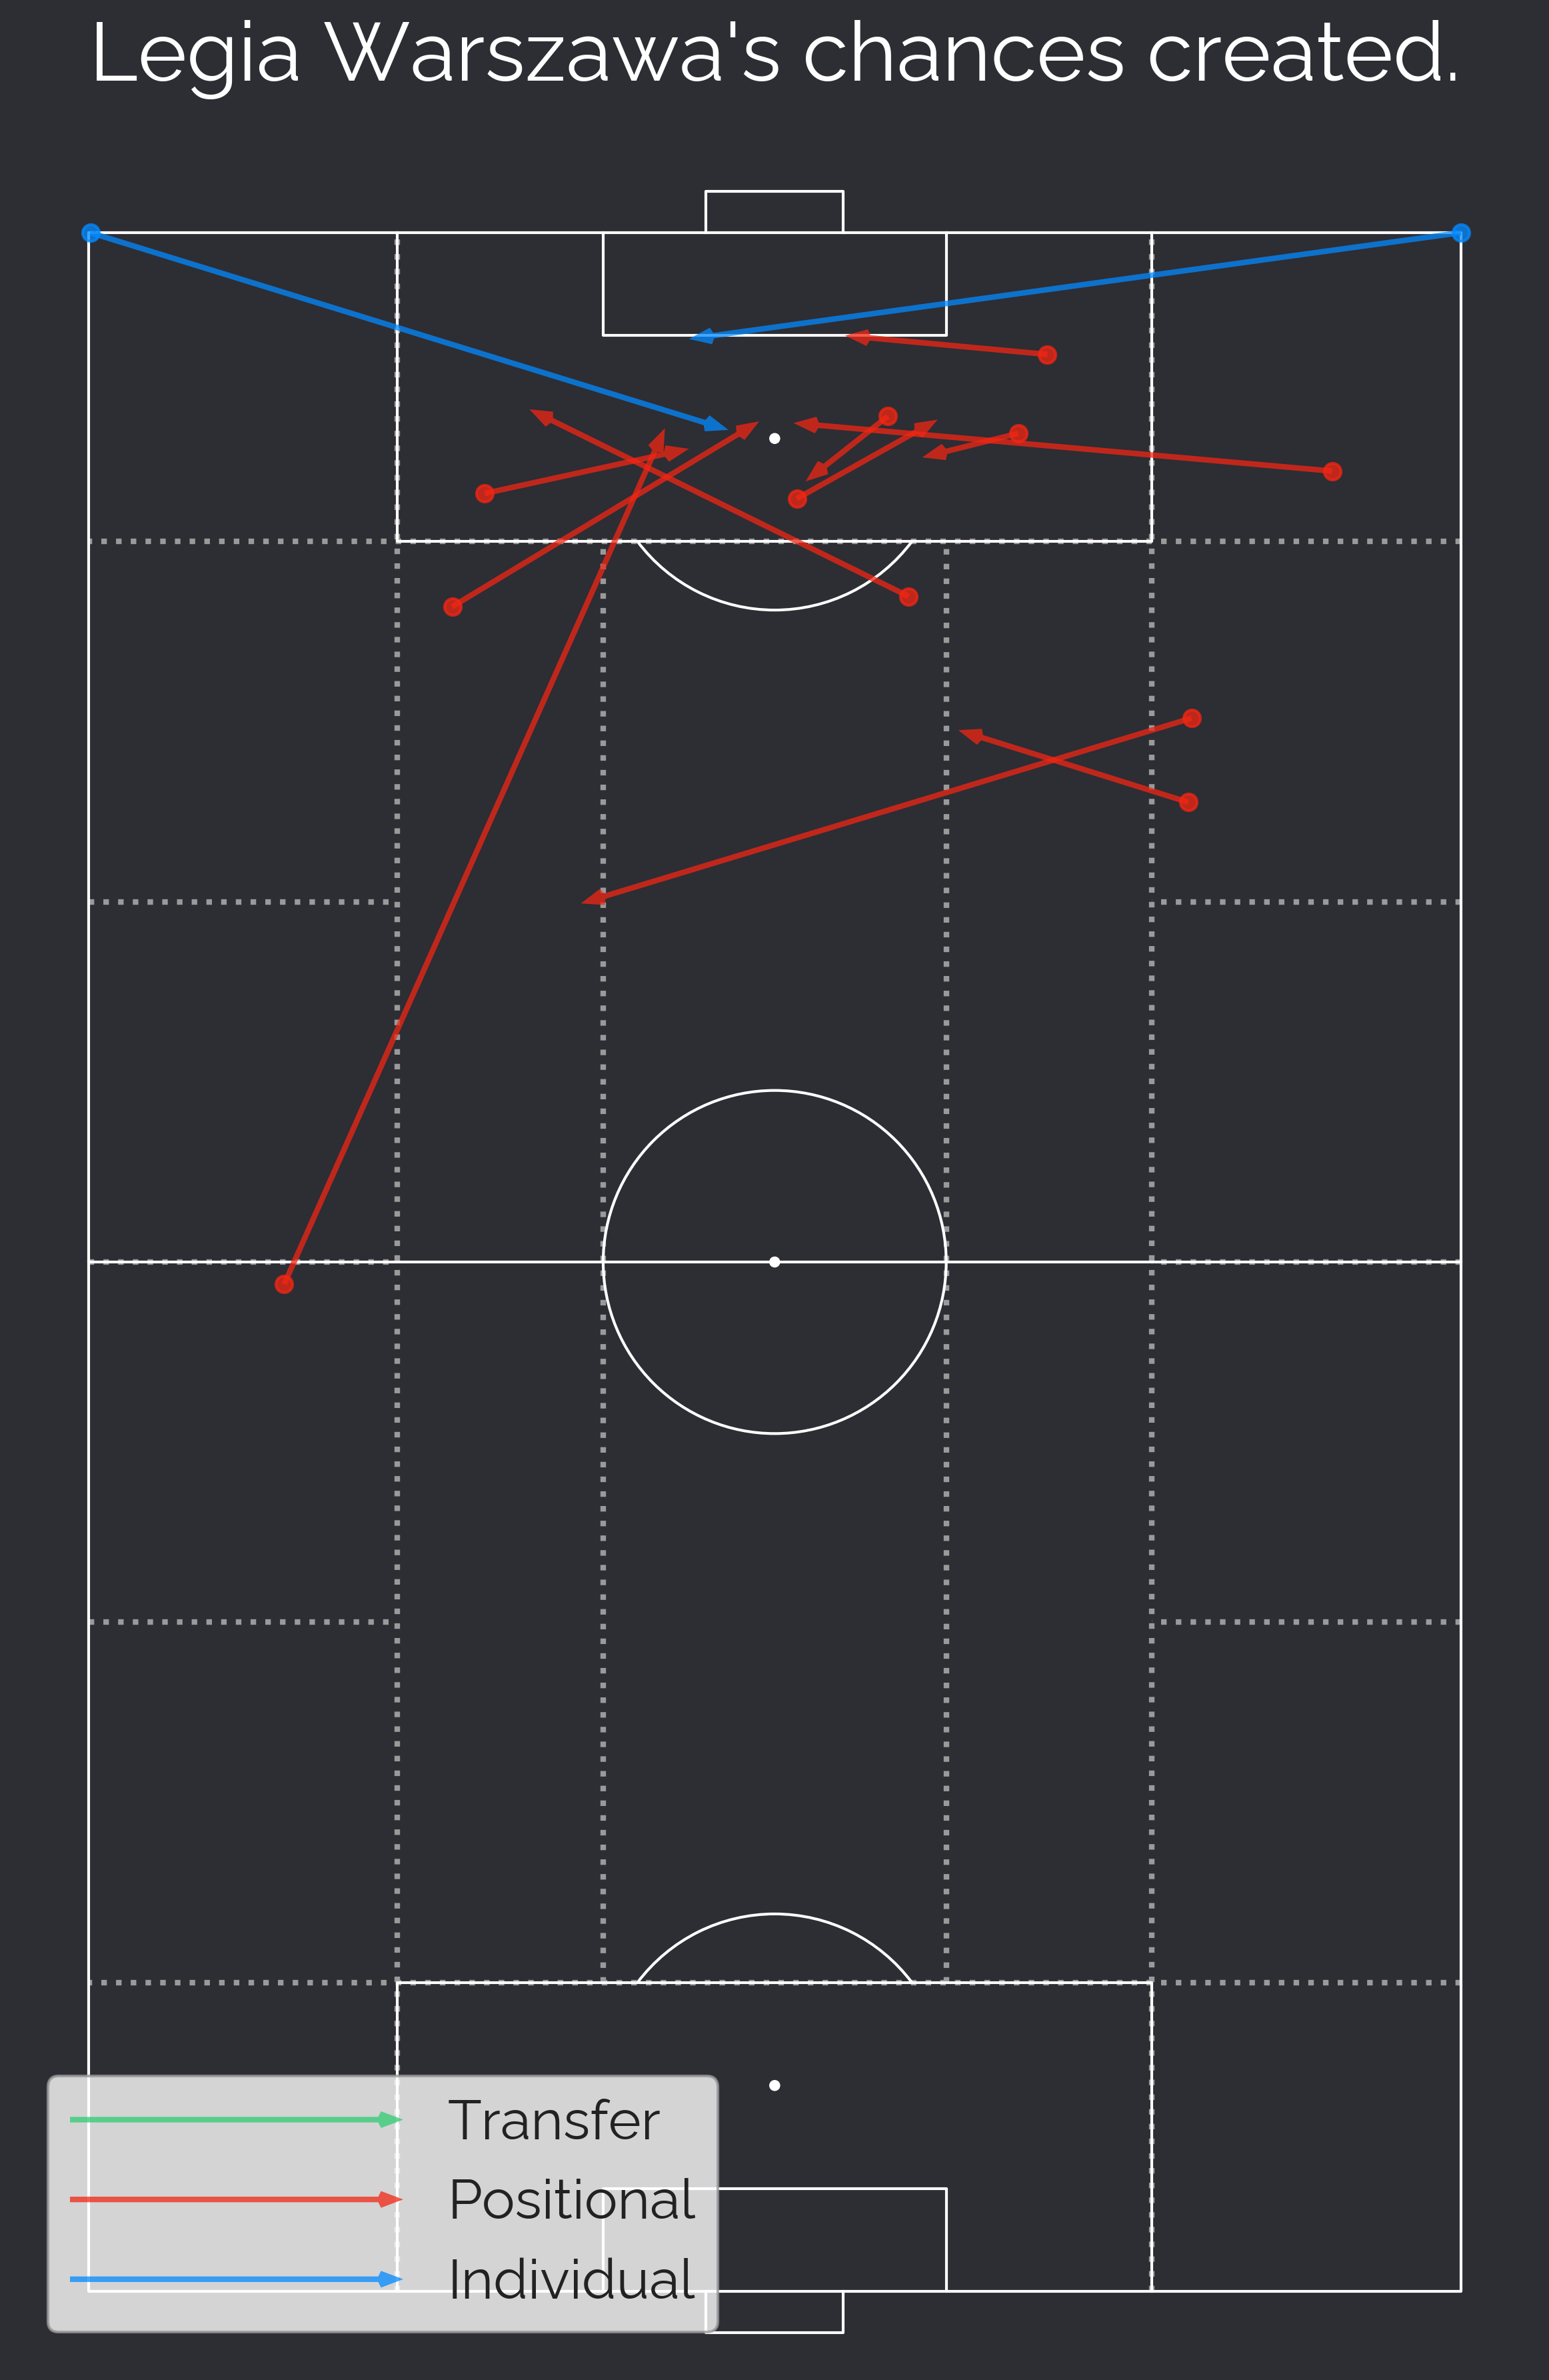 Legia Warszawa's chances created.
Transfer
Positional
Individual